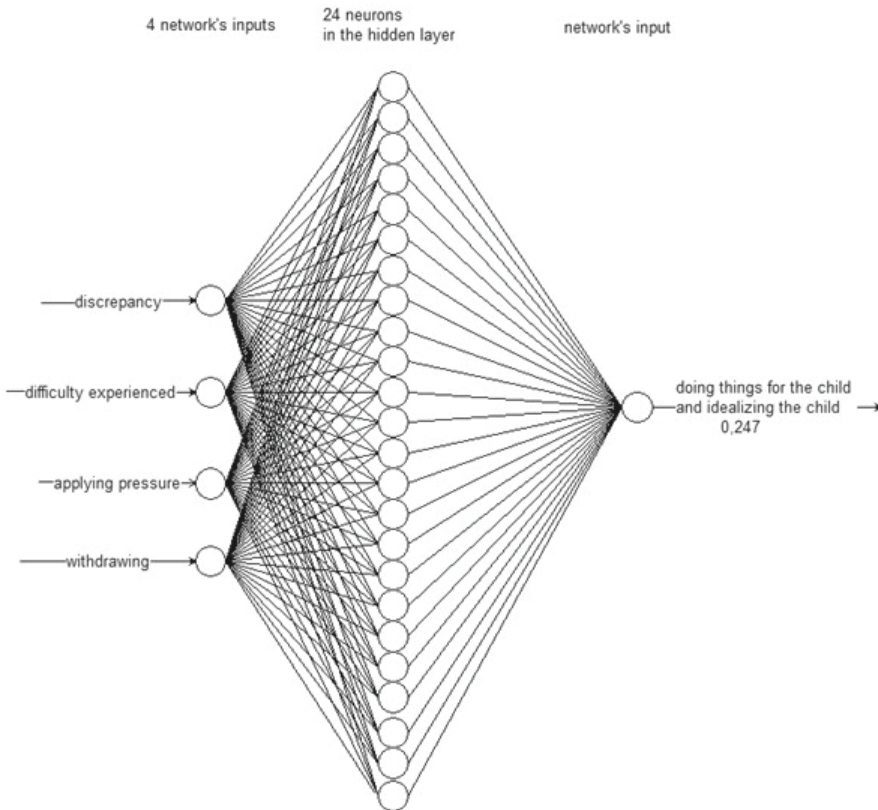 4 network's inputs
24 neurons
in the hidden layer
network's input
discrepancy
difficulty experienced
applying pressure
withdrawing
doing things for the child
and idealizing the child
0,247